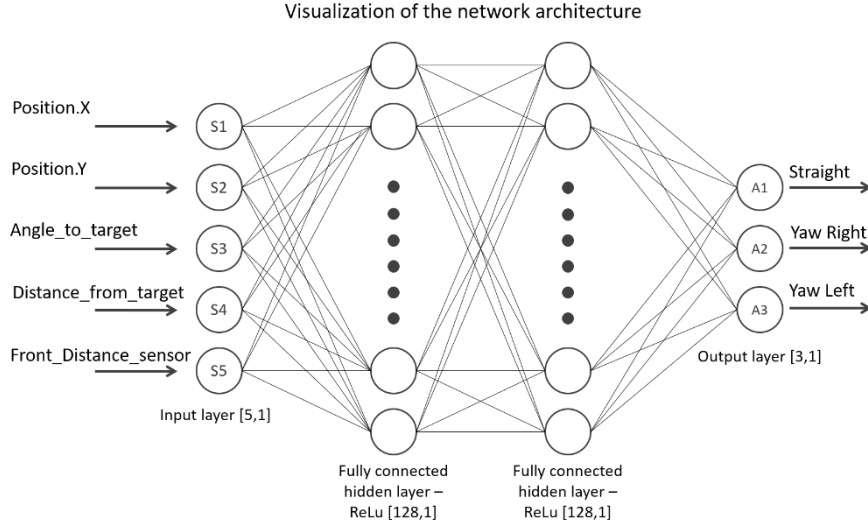 Visualization of the network architecture
Position.X
S1
Position.Y
S2
Angle_to_target
S3
Distance_from_target
S4
Front_Distance_sensor
S5
Input layer [5,1]
Fully connected
hidden layer –
ReLu [128,1]
Fully connected
hidden layer –
ReLu [128,1]
A1
Straight
A2
Yaw Right
A3
Yaw Left
Output layer [3,1]